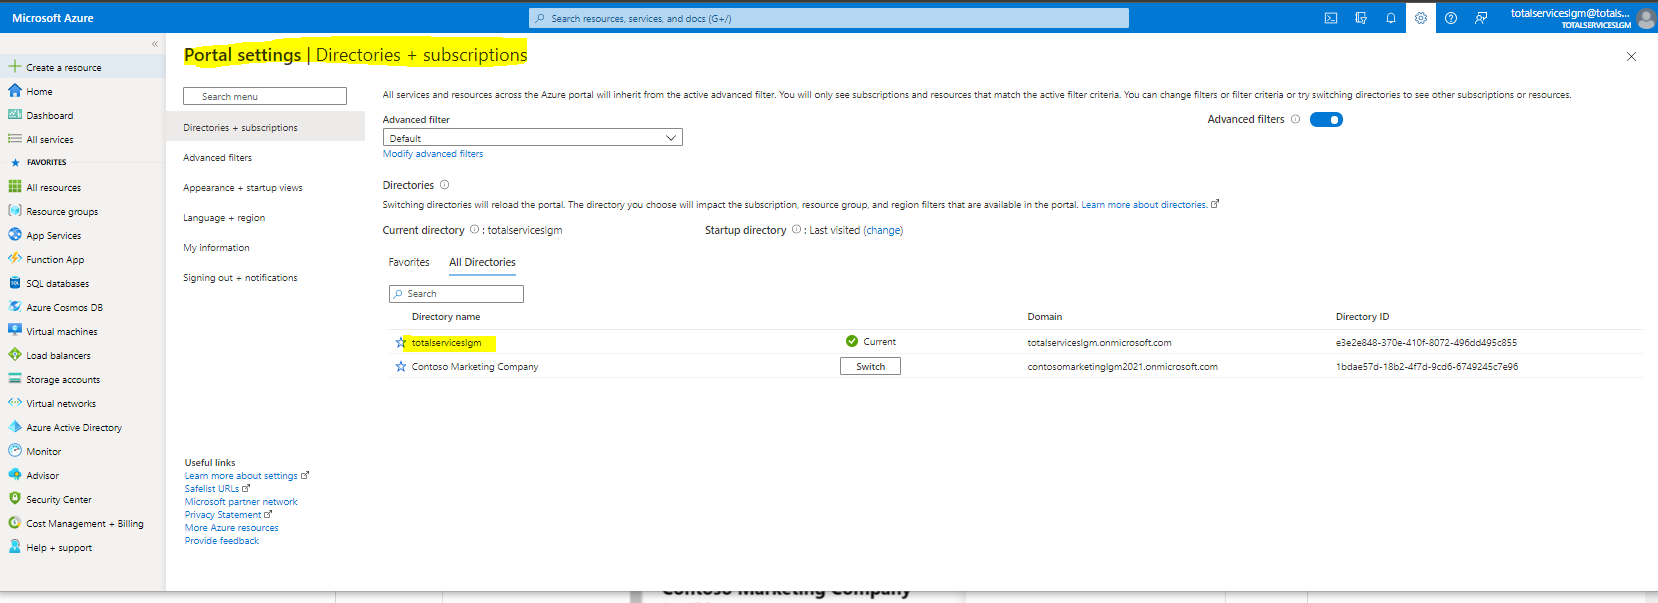 Microsoft Azure
Search resources, services, and docs (G+/)
totalserviceslgm@totals...
TOTALSERVICESLGM
Create a resource
Home
Dashboard
All services
FAVORITES
All resources
Resource groups
App Services
Function App
SQL databases
Azure Cosmos DB
Virtual machines
Load balancers
Storage accounts
Virtual networks
Azure Active Directory
Monitor
Advisor
Security Center
Cost Management + Billing
Help + support
Portal settings | Directories + subscriptions
Search menu
Directories + subscriptions
Advanced filters
Appearance + startup views
Language + region
My information
Signing out + notifications
Useful links
Learn more about settings
Safelist URLs
Microsoft partner network
Privacy Statement
More Azure resources
Provide feedback
All services and resources across the Azure portal will inherit from the active advanced filter. You will only see subscriptions and resources that match the active filter criteria. You can change filters or filter criteria or try switching directories to see other subscriptions or resources.
Advanced filter
Advanced filters
Default
Modify advanced filters
Directories
Switching directories will reload the portal. The directory you choose will impact the subscription, resource group, and region filters that are available in the portal. Learn more about directories.
Current directory : totalserviceslgm Startup directory : Last visited (change)
Favorites All Directories
Search
Directory name Domain Directory ID
totalserviceslgm Current totalserviceslgm.onmicrosoft.com e3e2e848-370e-410f-8072-496dd495c855
Contoso Marketing Company Switch contosomarketinglgm2021.onmicrosoft.com 1bdae57d-18b2-4f7d-9cd6-6749245c7e96
Contoso Marketing Company